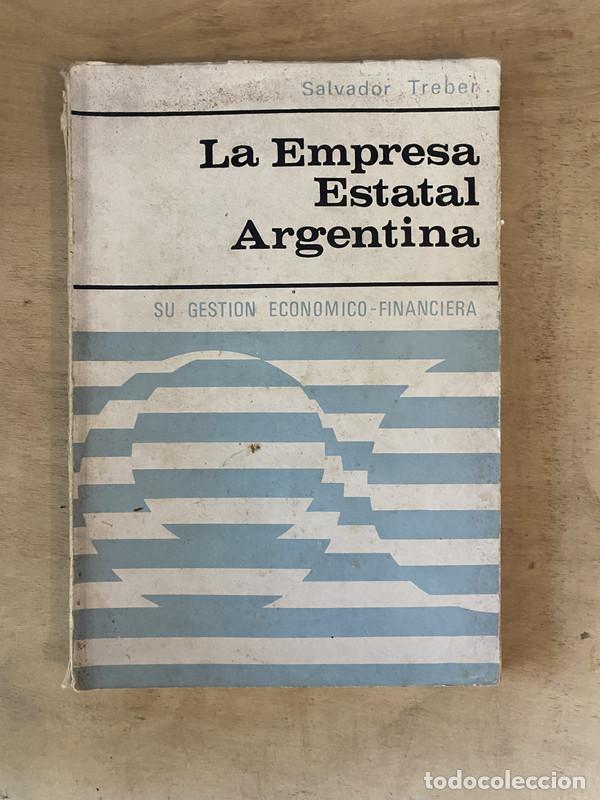 Salvador Treber
La Empresa
Estatal
Argentina
SU GESTION ECONOMICO-FINANCIERA
todocoleccion